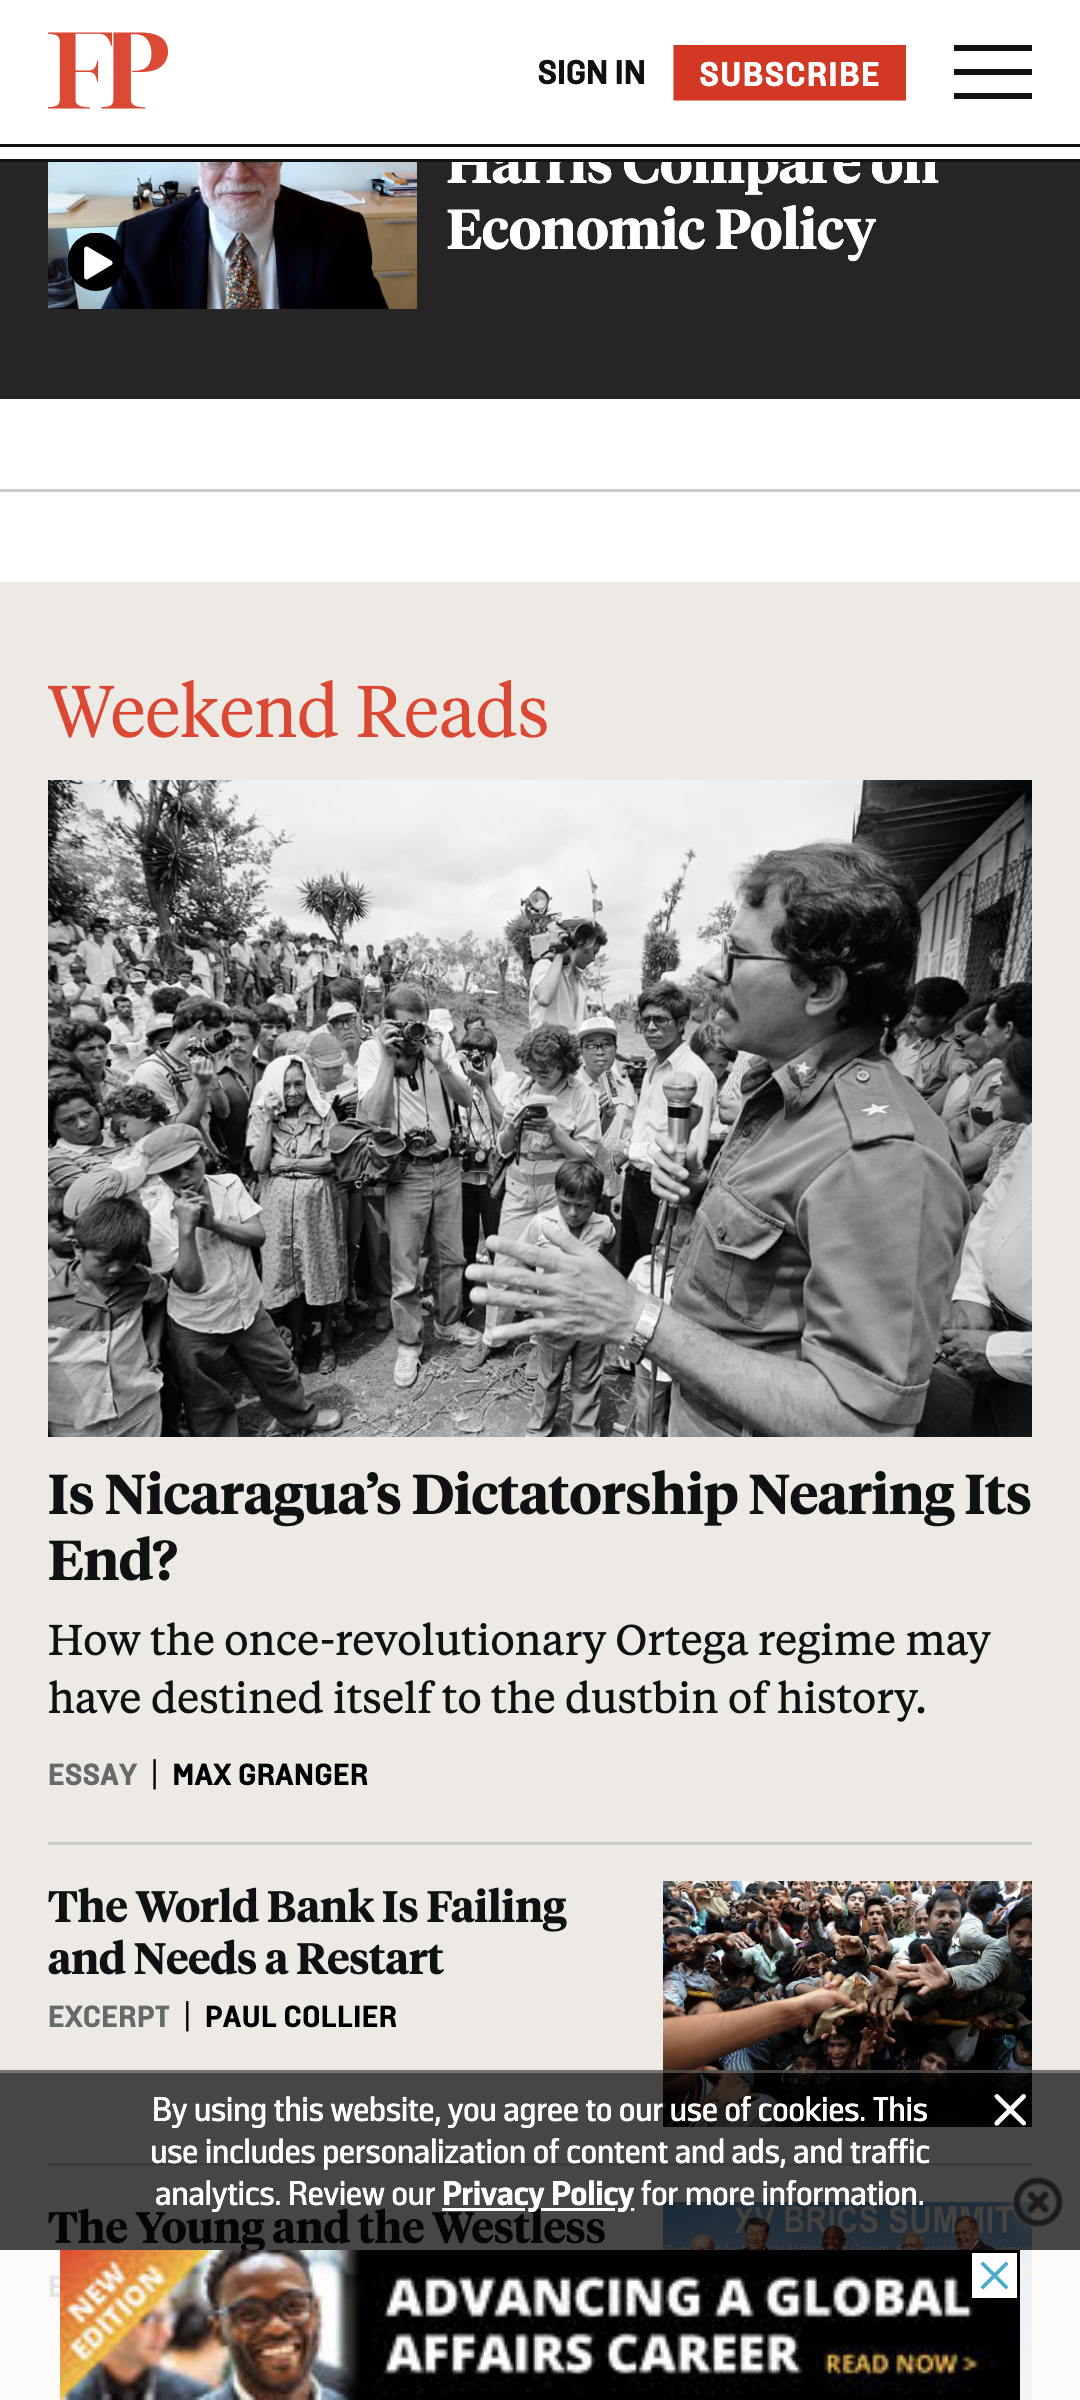 FP
SIGN IN
SUBSCRIBE
Harris Compare on
Economic Policy
Weekend Reads
Is Nicaragua’s Dictatorship Nearing Its
End?
How the once-revolutionary Ortega regime may
have destined itself to the dustbin of history.
ESSAY | MAX GRANGER
The World Bank Is Failing
and Needs a Restart
EXCERPT | PAUL COLLIER
By using this website, you agree to our use of cookies. This
use includes personalization of content and ads, and traffic
analytics. Review our Privacy Policy for more information.
The Young and the Westless
XV BRICS SUMMIT
NEW
EDITION
ADVANCING A GLOBAL
AFFAIRS CAREER
READ NOW >